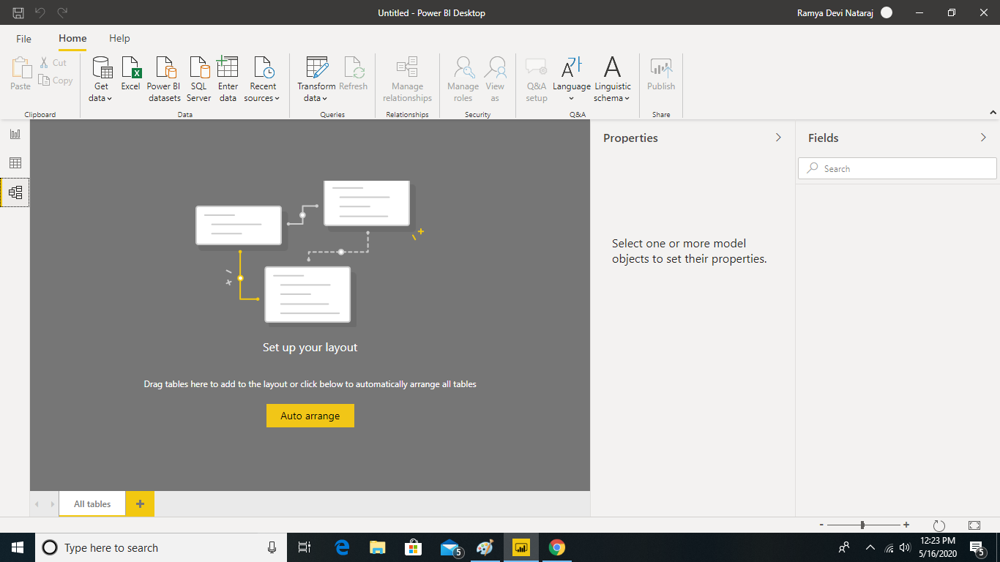 Untitled - Power BI Desktop
Ramya Devi Nataraj
File
Home
Help
Paste
Cut
Copy
Clipboard
Get
data
Excel
Power BI
datasets
SQL
Server
Enter
data
Recent
sources
Data
Transform
data
Refresh
Queries
Manage
relationships
Relationships
Manage
roles
View
as
Security
Q&A
setup
Language
Linguistic
schema
Q&A
Publish
Share
Properties
Fields
Search
Select one or more model
objects to set their properties.
Set up your layout
Drag tables here to add to the layout or click below to automatically arrange all tables
Auto arrange
All tables
+
- +
Type here to search
5
12:23 PM
5/16/2020
5